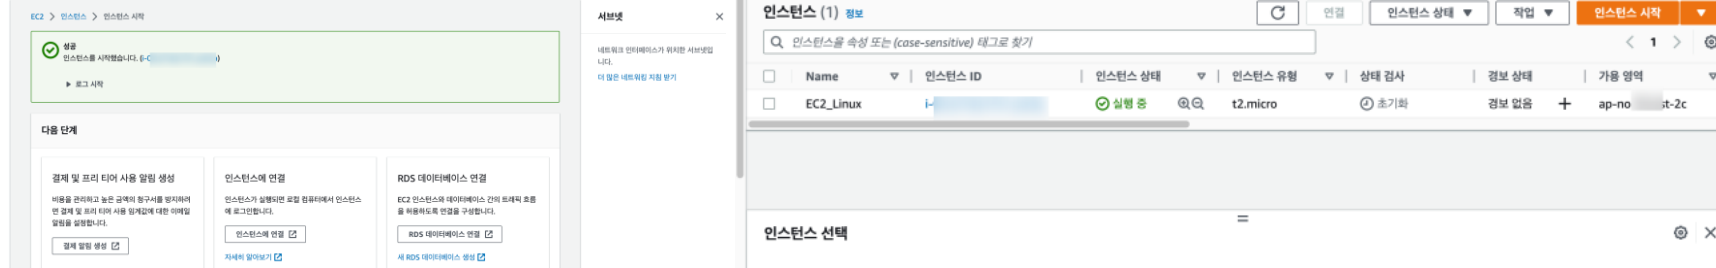 EC2 > 인스턴스 > 인스턴스 시작
성공
인스턴스를 시작했습니다. (i-
▶ 로그 시작
다음 단계
결제 및 프리 티어 사용 알림 생성
비용을 관리하고 높은 금액의 청구서를 방지하려
면 결제 및 프리 티어 사용 임계값에 대한 이메일
알림을 설정합니다.
결제 알림 생성
인스턴스에 연결
인스턴스가 실행되면 로컬 컴퓨터에서 인스턴스
에 로그인합니다.
인스턴스에 연결
자세히 알아보기
RDS 데이터베이스 연결
EC2 인스턴스와 데이터베이스 간의 트래픽 흐름
을 허용하도록 연결을 구성합니다.
RDS 데이터베이스 연결
새 RDS 데이터베이스 생성
서브넷
네트워크 인터페이스가 위치한 서브넷입
니다.
더 많은 네트워킹 지침 받기
인스턴스 (1) 정보
연결
인스턴스 상태 ▼
작업 ▼
인스턴스 시작 ▼
인스턴스을 속성 또는 (case-sensitive) 태그로 찾기
< 1 >
Name 인스턴스 ID 인스턴스 상태 인스턴스 유형 상태 검사 경보 상태 가용 영역
EC2_Linux i- 실행 중 t2.micro 초기화 경보 없음 + ap-no st-2c
인스턴스 선택